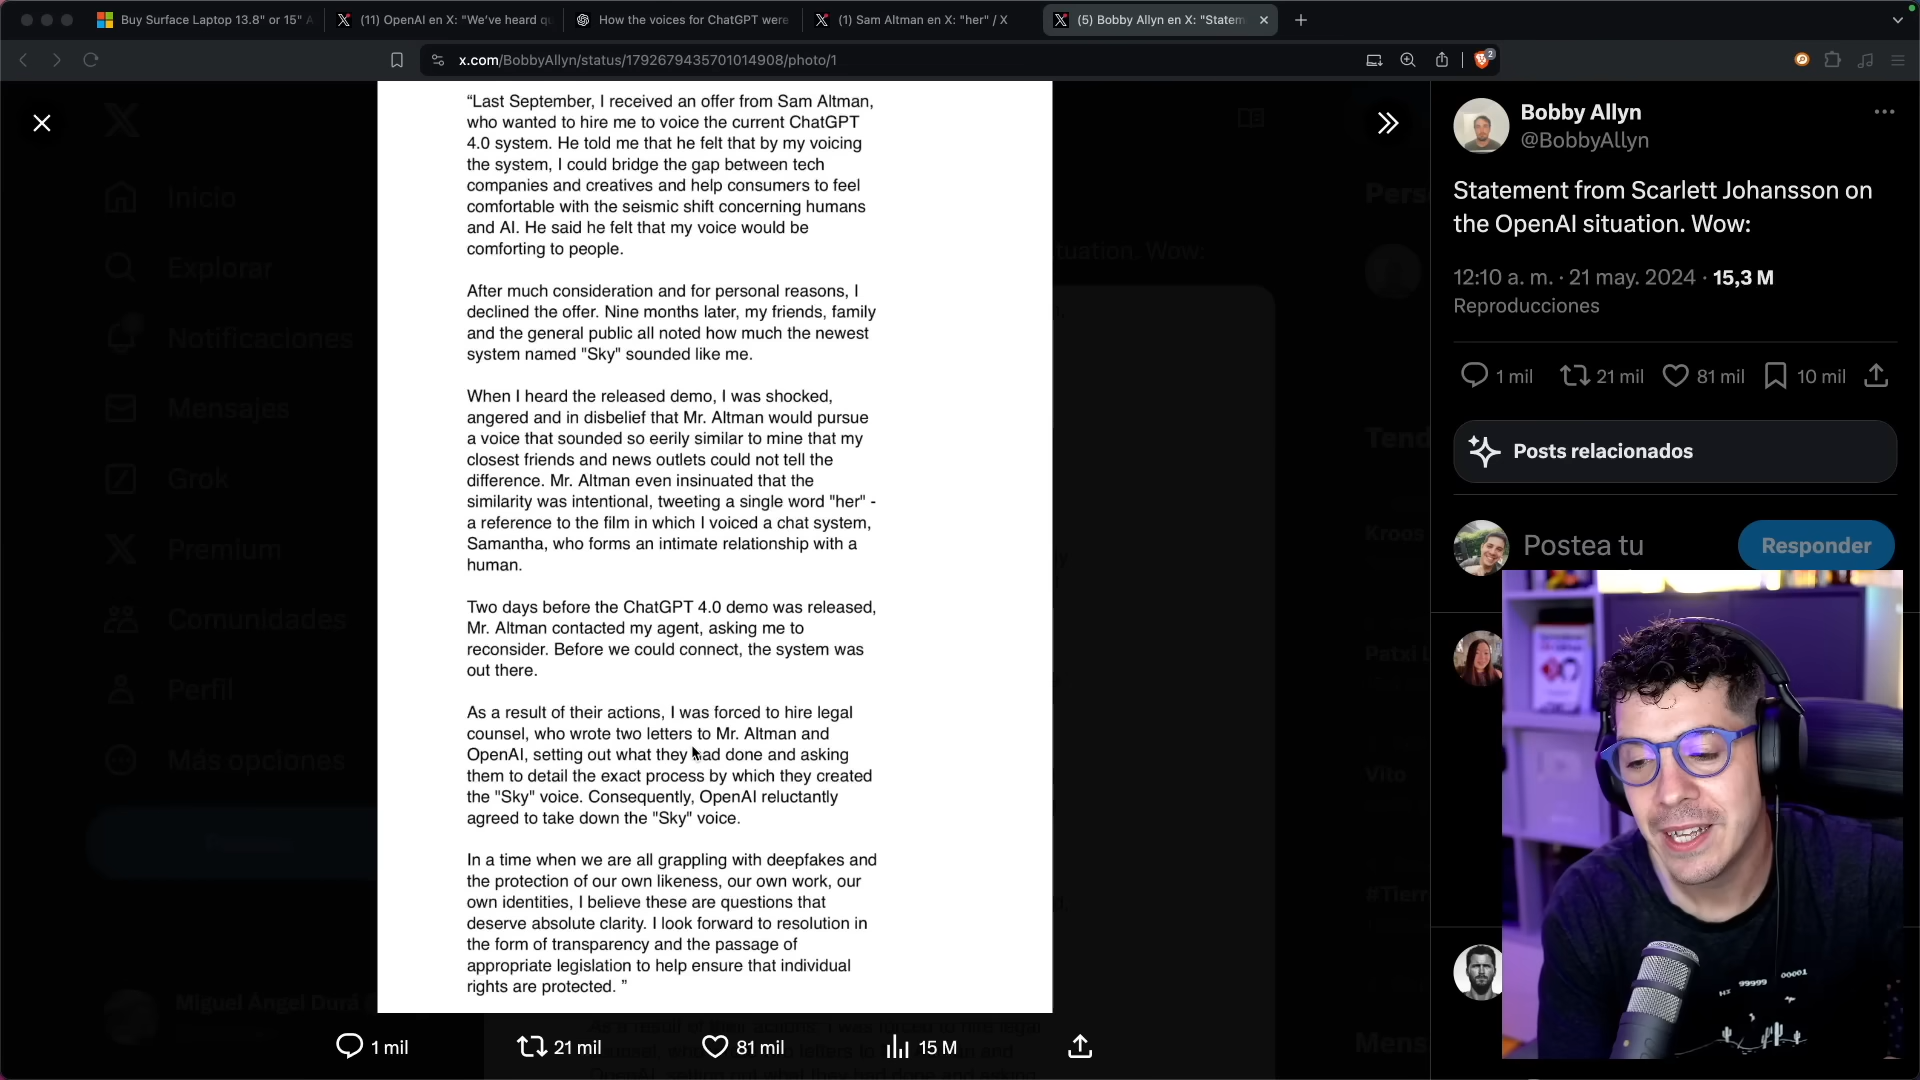 Buy Surface Laptop 13.8" or 15" A
(11) OpenAI en X: "We've heard qu
How the voices for ChatGPT were
(1) Sam Altman en X: "her" / X
(5) Bobby Allyn en X: "Statem
x.com/BobbyAllyn/status/1792679435701014908/photo/1
2
“Last September, I received an offer from Sam Altman,
who wanted to hire me to voice the current ChatGPT
4.0 system. He told me that he felt that by my voicing
the system, I could bridge the gap between tech
companies and creatives and help consumers to feel
comfortable with the seismic shift concerning humans
and AI. He said he felt that my voice would be
comforting to people.
After much consideration and for personal reasons, I
declined the offer. Nine months later, my friends, family
and the general public all noted how much the newest
system named "Sky" sounded like me.
When I heard the released demo, I was shocked,
angered and in disbelief that Mr. Altman would pursue
a voice that sounded so eerily similar to mine that my
closest friends and news outlets could not tell the
difference. Mr. Altman even insinuated that the
similarity was intentional, tweeting a single word "her" -
a reference to the film in which I voiced a chat system,
Samantha, who forms an intimate relationship with a
human.
Two days before the ChatGPT 4.0 demo was released,
Mr. Altman contacted my agent, asking me to
reconsider. Before we could connect, the system was
out there.
As a result of their actions, I was forced to hire legal
counsel, who wrote two letters to Mr. Altman and
OpenAI, setting out what they had done and asking
them to detail the exact process by which they created
the "Sky" voice. Consequently, OpenAI reluctantly
agreed to take down the "Sky" voice.
In a time when we are all grappling with deepfakes and
the protection of our own likeness, our own work, our
own identities, I believe these are questions that
deserve absolute clarity. I look forward to resolution in
the form of transparency and the passage of
appropriate legislation to help ensure that individual
rights are protected. ”
1 mil
21 mil
81 mil
15 M
Inicio
Explorar
Notificaciones
Mensajes
Grok
Premium
Comunidades
Perfil
Más opciones
Miguel Ángel Durá
tuation. Wow:
Pers
Tend
Kroos
Patxi L
Vito
#Tierr
Mens
Bobby Allyn
@BobbyAllyn
Statement from Scarlett Johansson on
the OpenAI situation. Wow:
12:10 a. m. · 21 may. 2024 · 15,3 M
Reproducciones
1 mil
21 mil
81 mil
10 mil
Posts relacionados
Postea tu
Responder
HI 99999 00001